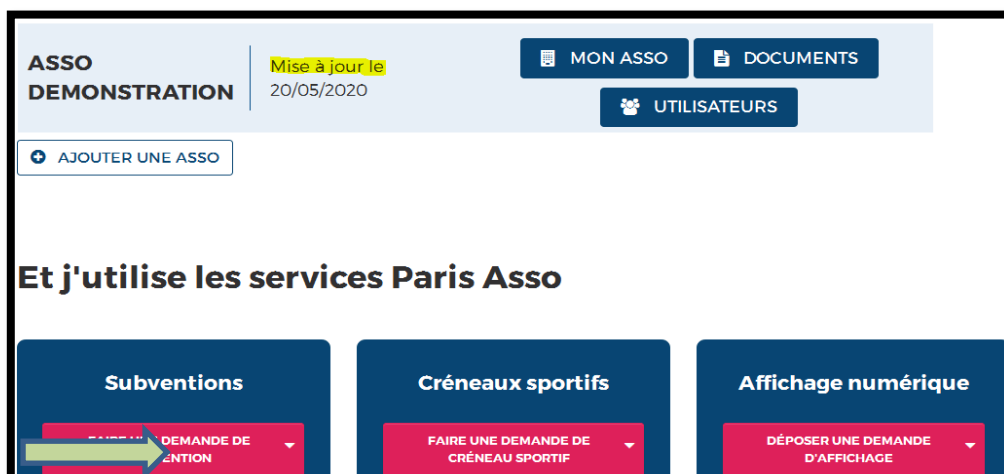 ASSO
DEMONSTRATION
Mise à jour le
20/05/2020
MON ASSO
DOCUMENTS
UTILISATEURS
AJOUTER UNE ASSO
Et j'utilise les services Paris Asso
Subventions
DEMANDE DE
Créneaux sportifs
FAIRE UNE DEMANDE DE
CRÉNEAU SPORTIF
Affichage numérique
DÉPOSER UNE DEMANDE
D'AFFICHAGE